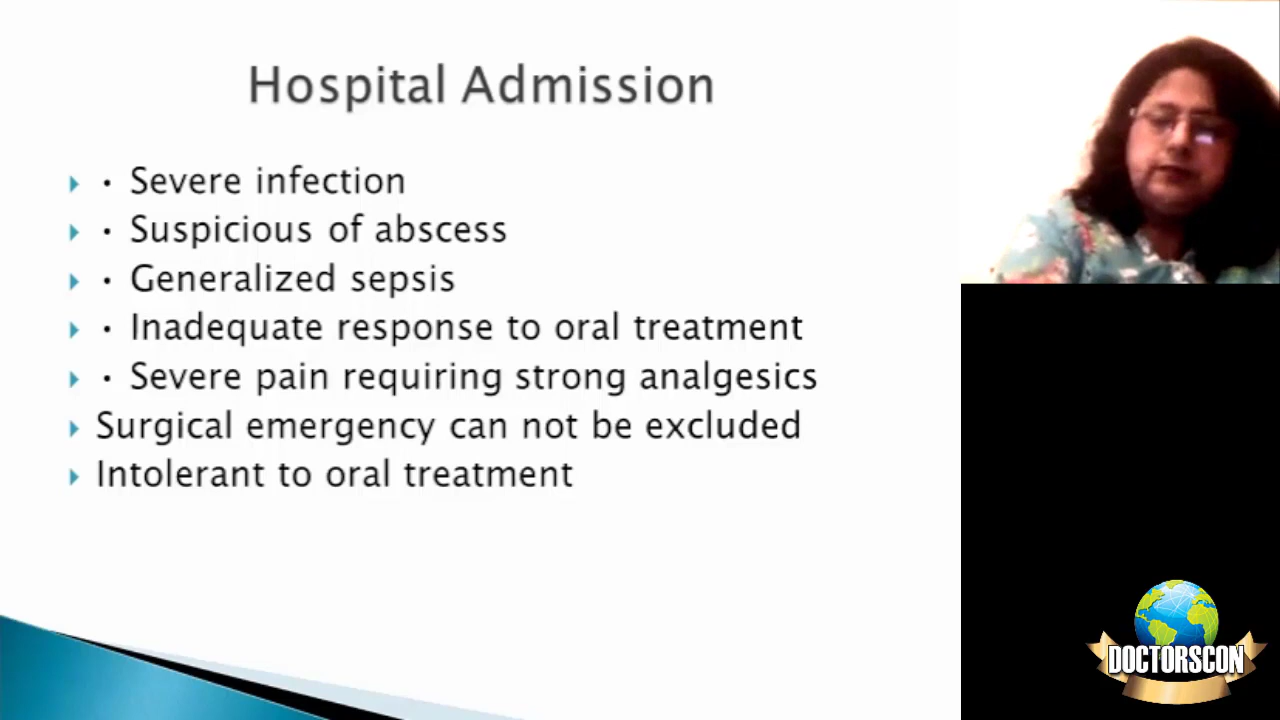 Hospital Admission
• Severe infection
• Suspicious of abscess
• Generalized sepsis
• Inadequate response to oral treatment
• Severe pain requiring strong analgesics
Surgical emergency can not be excluded
Intolerant to oral treatment
DOCTORSCON